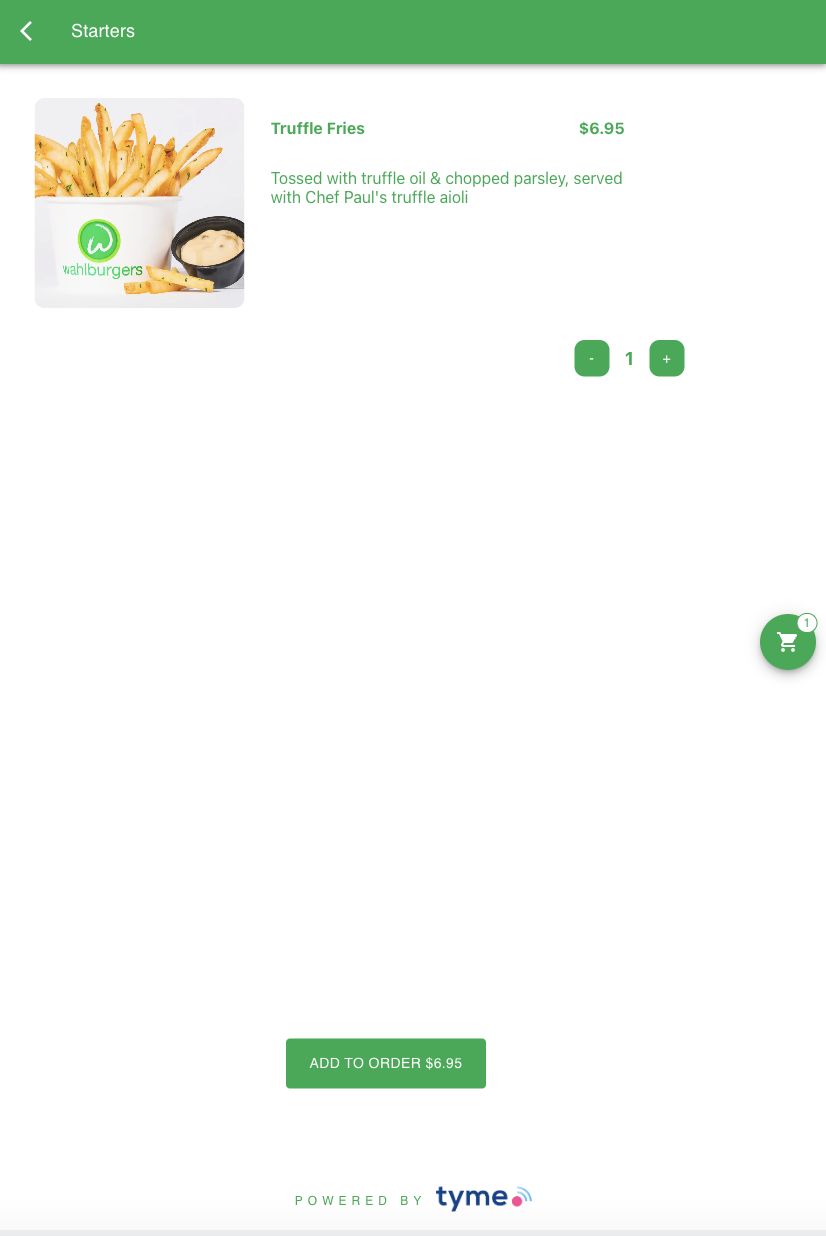 Starters
Truffle Fries
$6.95
Tossed with truffle oil & chopped parsley, served
with Chef Paul's truffle aioli
wahlburgers
-
1
+
1
ADD TO ORDER $6.95
POWERED BY tyme